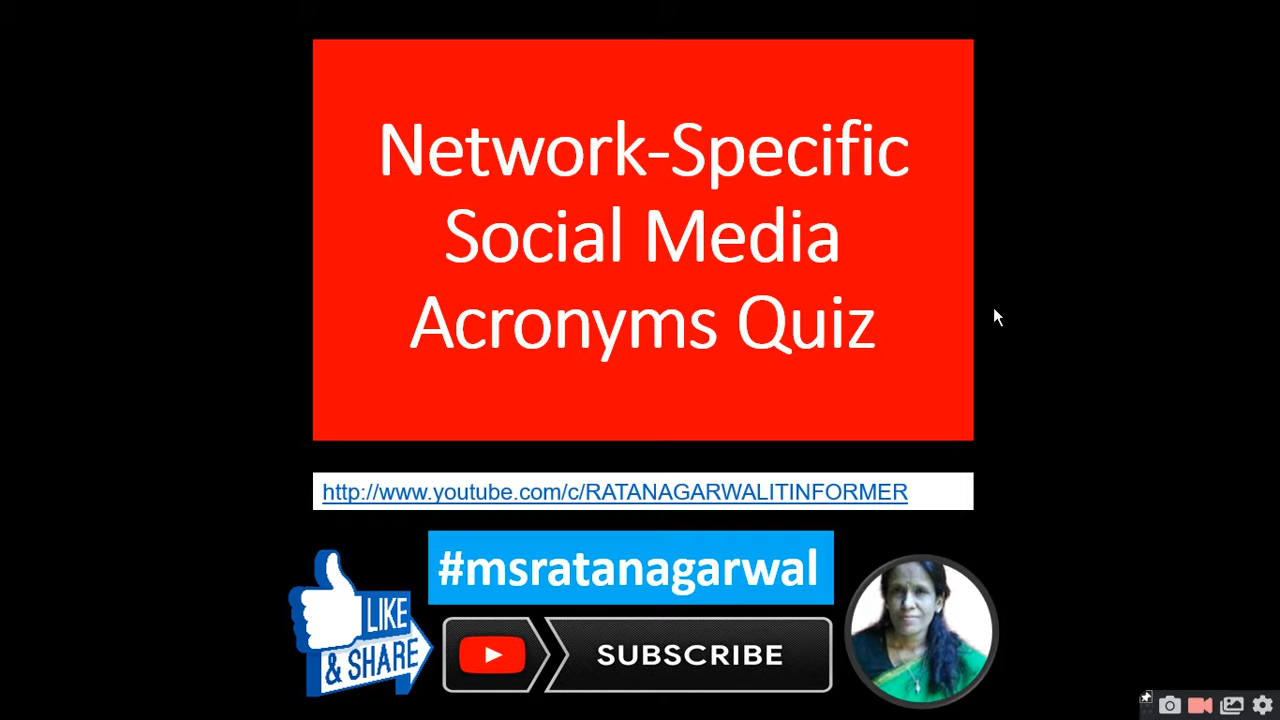 Network-Specific
Social Media
Acronyms Quiz
http://www.youtube.com/c/RATANAGARWALITINFORMER
#msratanagarwal
LIKE
& SHARE
SUBSCRIBE